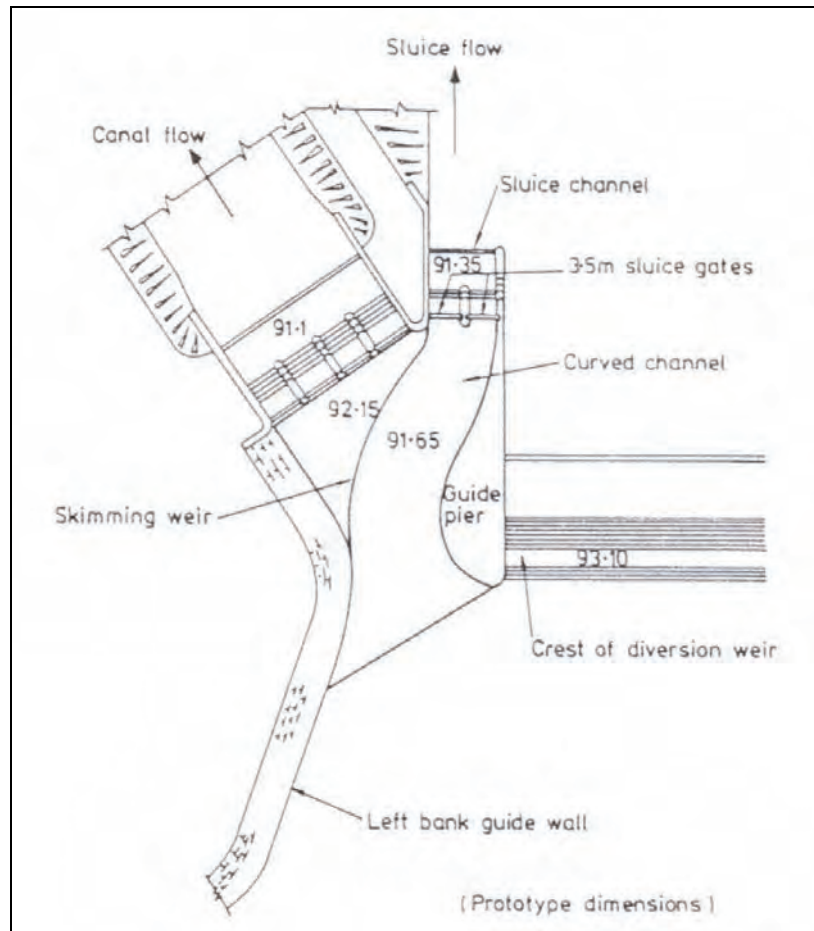 Sluice flow
Canal flow
Sluice channel
91·35
3·5m sluice gates
91·1
Curved channel
92·15
91·65
Skimming weir
Guide
pier
93·10
Crest of diversion weir
Left bank guide wall
(Prototype dimensions)